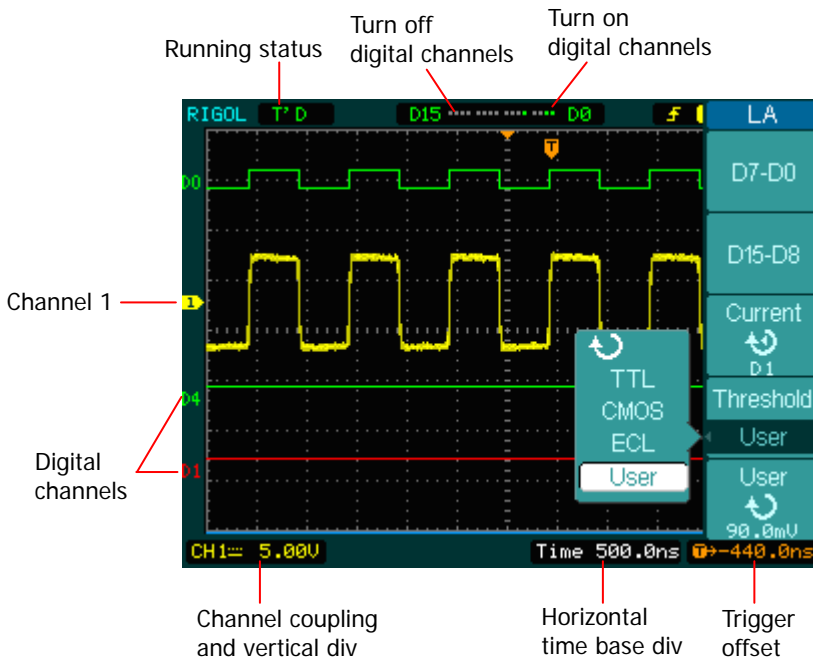 Turn off
digital channels
Turn on
digital channels
Running status
RIGOL T'D D15 D0 LA
D0
D7-D0
D15-D8
Channel 1
1
Current
D1
D4
TTL
CMOS
ECL
User
Threshold
User
Digital
channels
D1
User
90.0mV
CH1 5.00V Time 500.0ns T→-440.0ns
Channel coupling
and vertical div
Horizontal
time base div
Trigger
offset
T